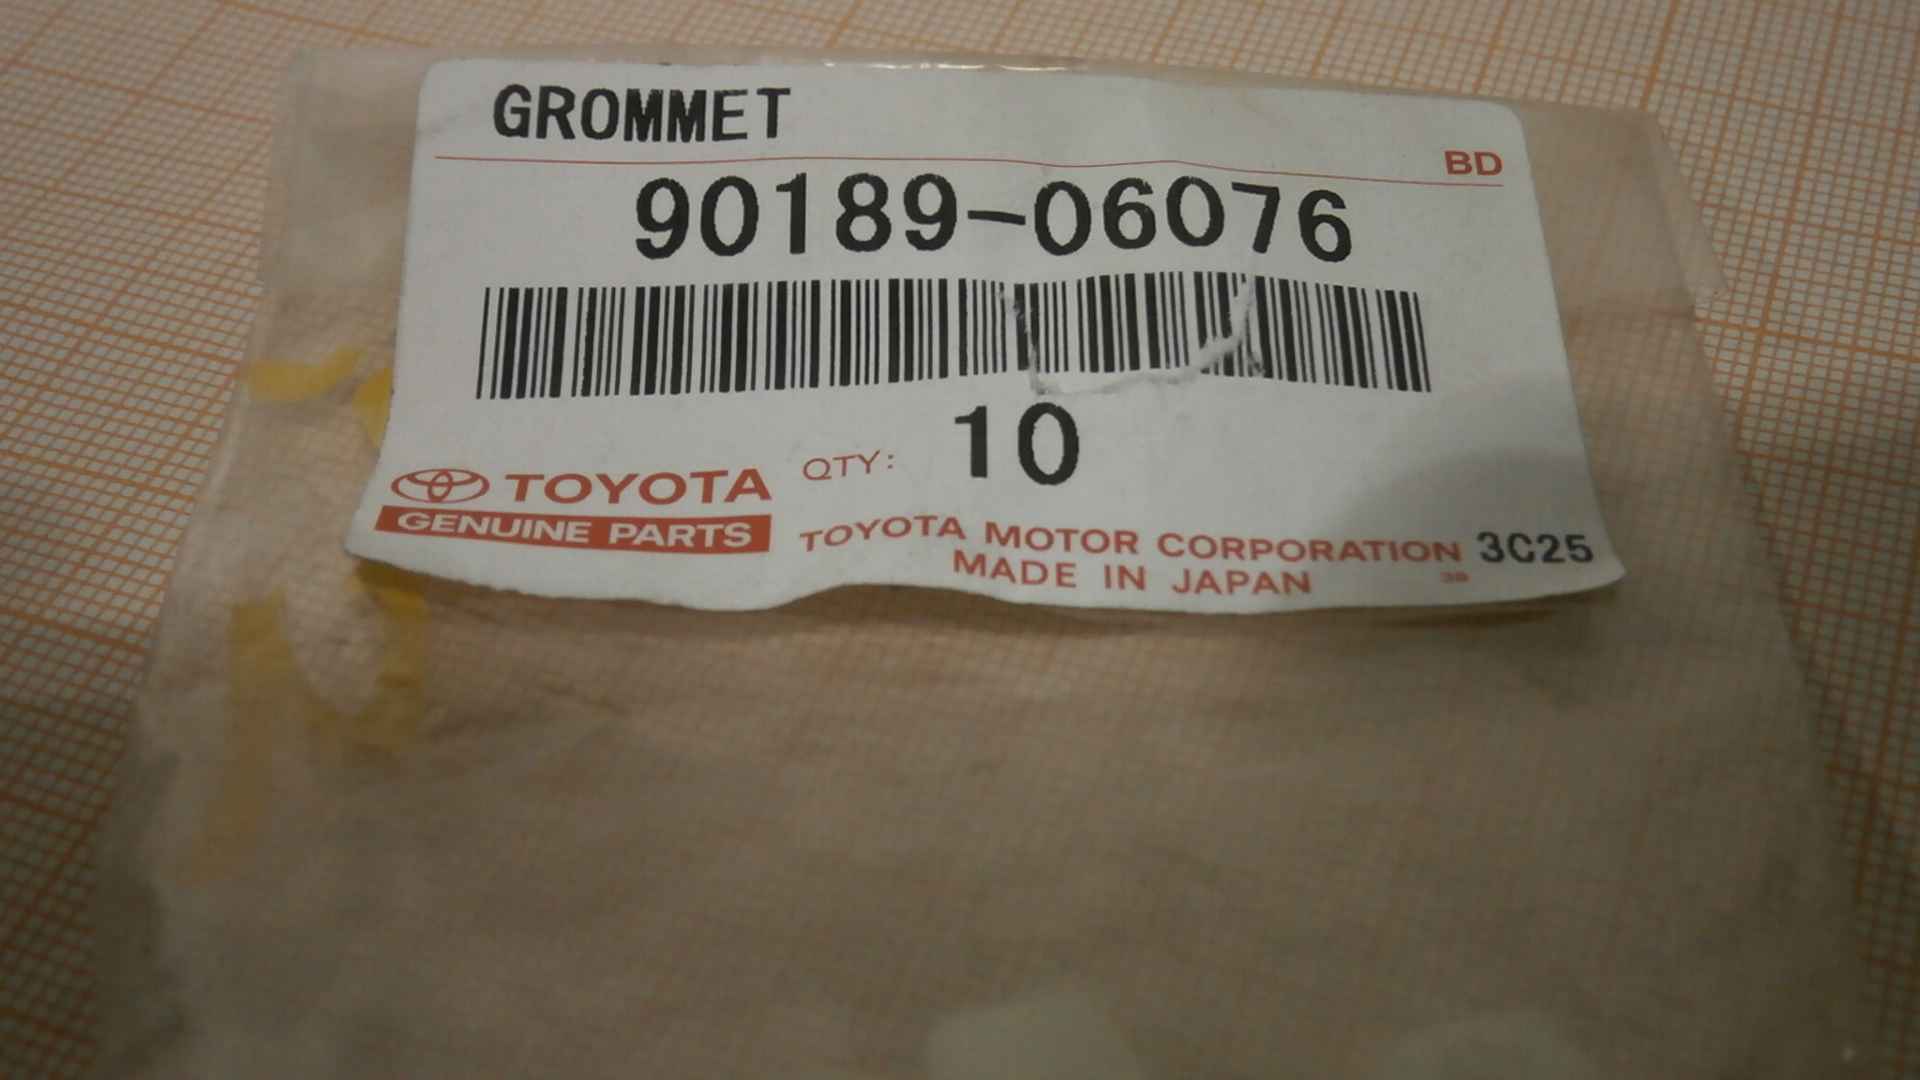 GROMMET
BD
90189-06076
QTY: 10
TOYOTA
GENUINE PARTS
TOYOTA MOTOR CORPORATION 3C25
MADE IN JAPAN